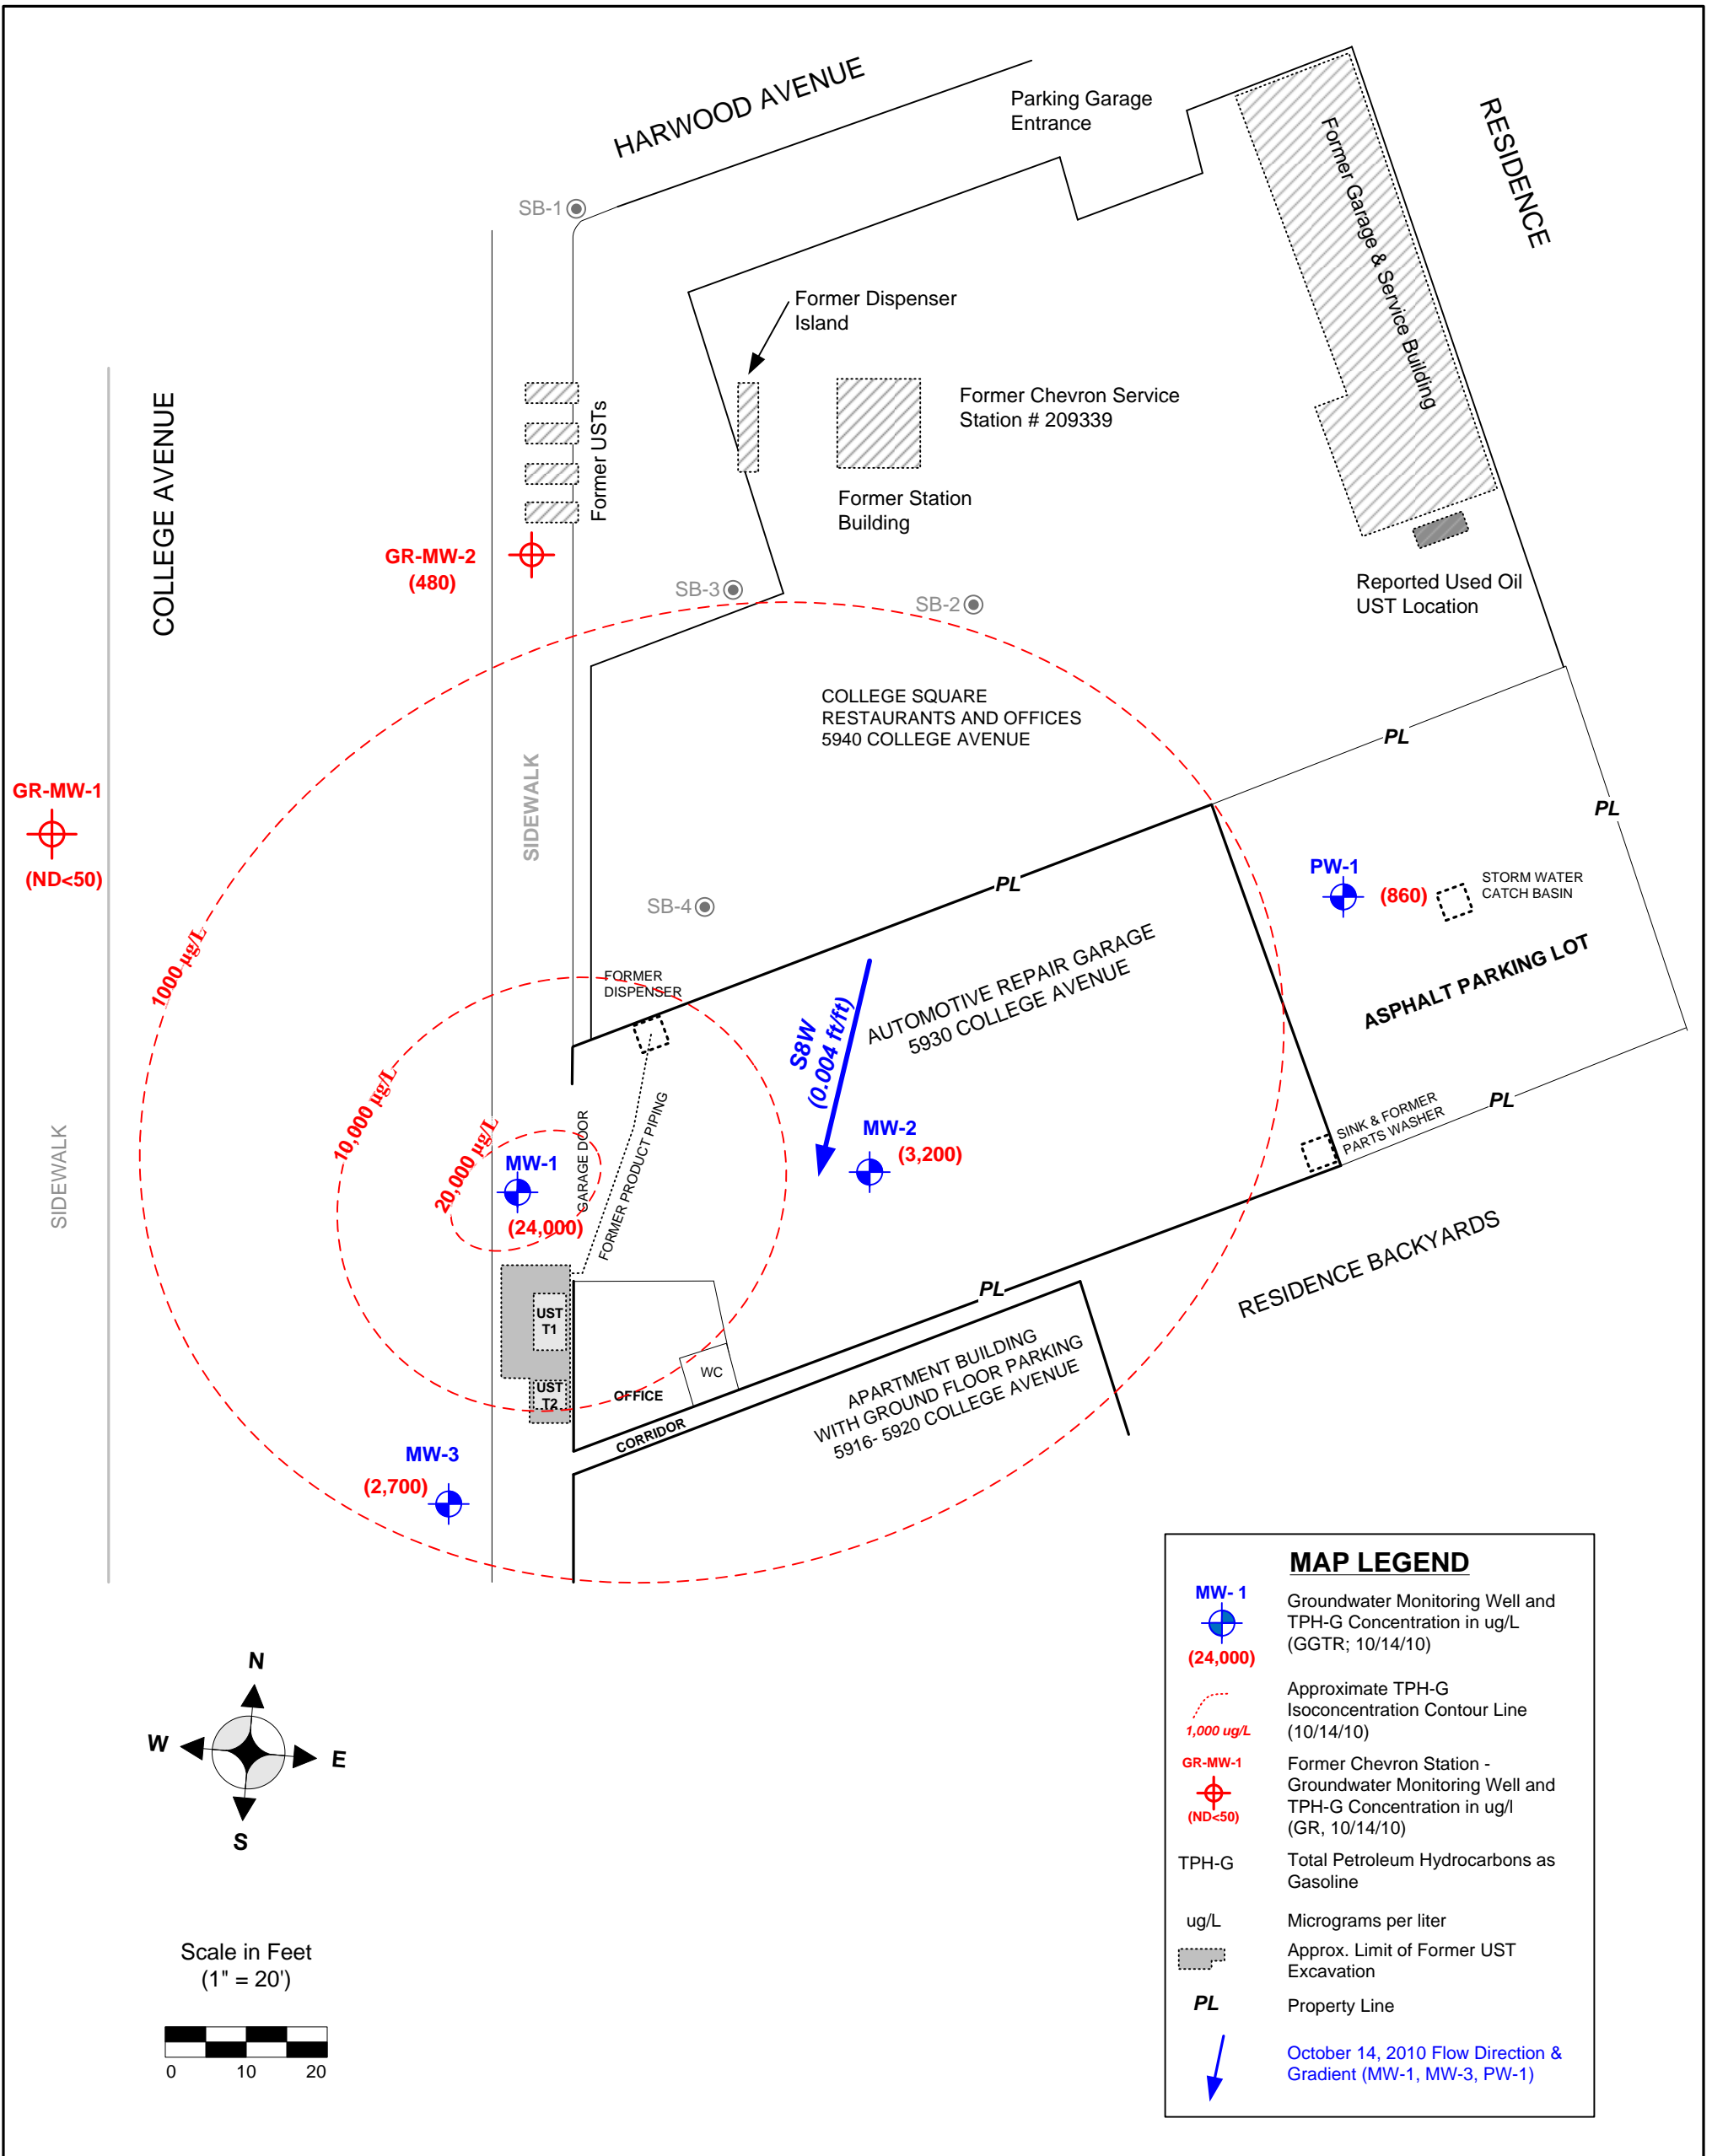 HARWOOD AVENUE
Parking Garage
Entrance
RESIDENCE
Former Garage & Service Building
SB-1
Former Dispenser
Island
COLLEGE AVENUE
Former USTs
Former Chevron Service
Station # 209339
Former Station
Building
GR-MW-2
(480)
SB-3
SB-2
Reported Used Oil
UST Location
COLLEGE SQUARE
RESTAURANTS AND OFFICES
5940 COLLEGE AVENUE
PL
PL
SIDEWALK
GR-MW-1
(ND<50)
PL
PW-1
(860)
STORM WATER
CATCH BASIN
SB-4
1000 µg/L
FORMER
DISPENSER
AUTOMOTIVE REPAIR GARAGE
5930 COLLEGE AVENUE
ASPHALT PARKING LOT
S8W
(0.004 ft/ft)
10,000 µg/L
SIDEWALK
20,000 µg/L
MW-1
(24,000)
GARAGE DOOR
FORMER PRODUCT PIPING
MW-2
(3,200)
SINK & FORMER
PARTS WASHER
PL
RESIDENCE BACKYARDS
PL
UST
T1
UST
T2
OFFICE
WC
CORRIDOR
APARTMENT BUILDING
WITH GROUND FLOOR PARKING
5916- 5920 COLLEGE AVENUE
MW-3
(2,700)
N
W
E
S
Scale in Feet
(1" = 20')
0 10 20
MAP LEGEND
MW- 1
(24,000)
Groundwater Monitoring Well and
TPH-G Concentration in ug/L
(GGTR; 10/14/10)
1,000 ug/L
Approximate TPH-G
Isoconcentration Contour Line
(10/14/10)
GR-MW-1
(ND<50)
Former Chevron Station -
Groundwater Monitoring Well and
TPH-G Concentration in ug/l
(GR, 10/14/10)
TPH-G Total Petroleum Hydrocarbons as
Gasoline
ug/L Micrograms per liter
Approx. Limit of Former UST
Excavation
PL Property Line
October 14, 2010 Flow Direction &
Gradient (MW-1, MW-3, PW-1)